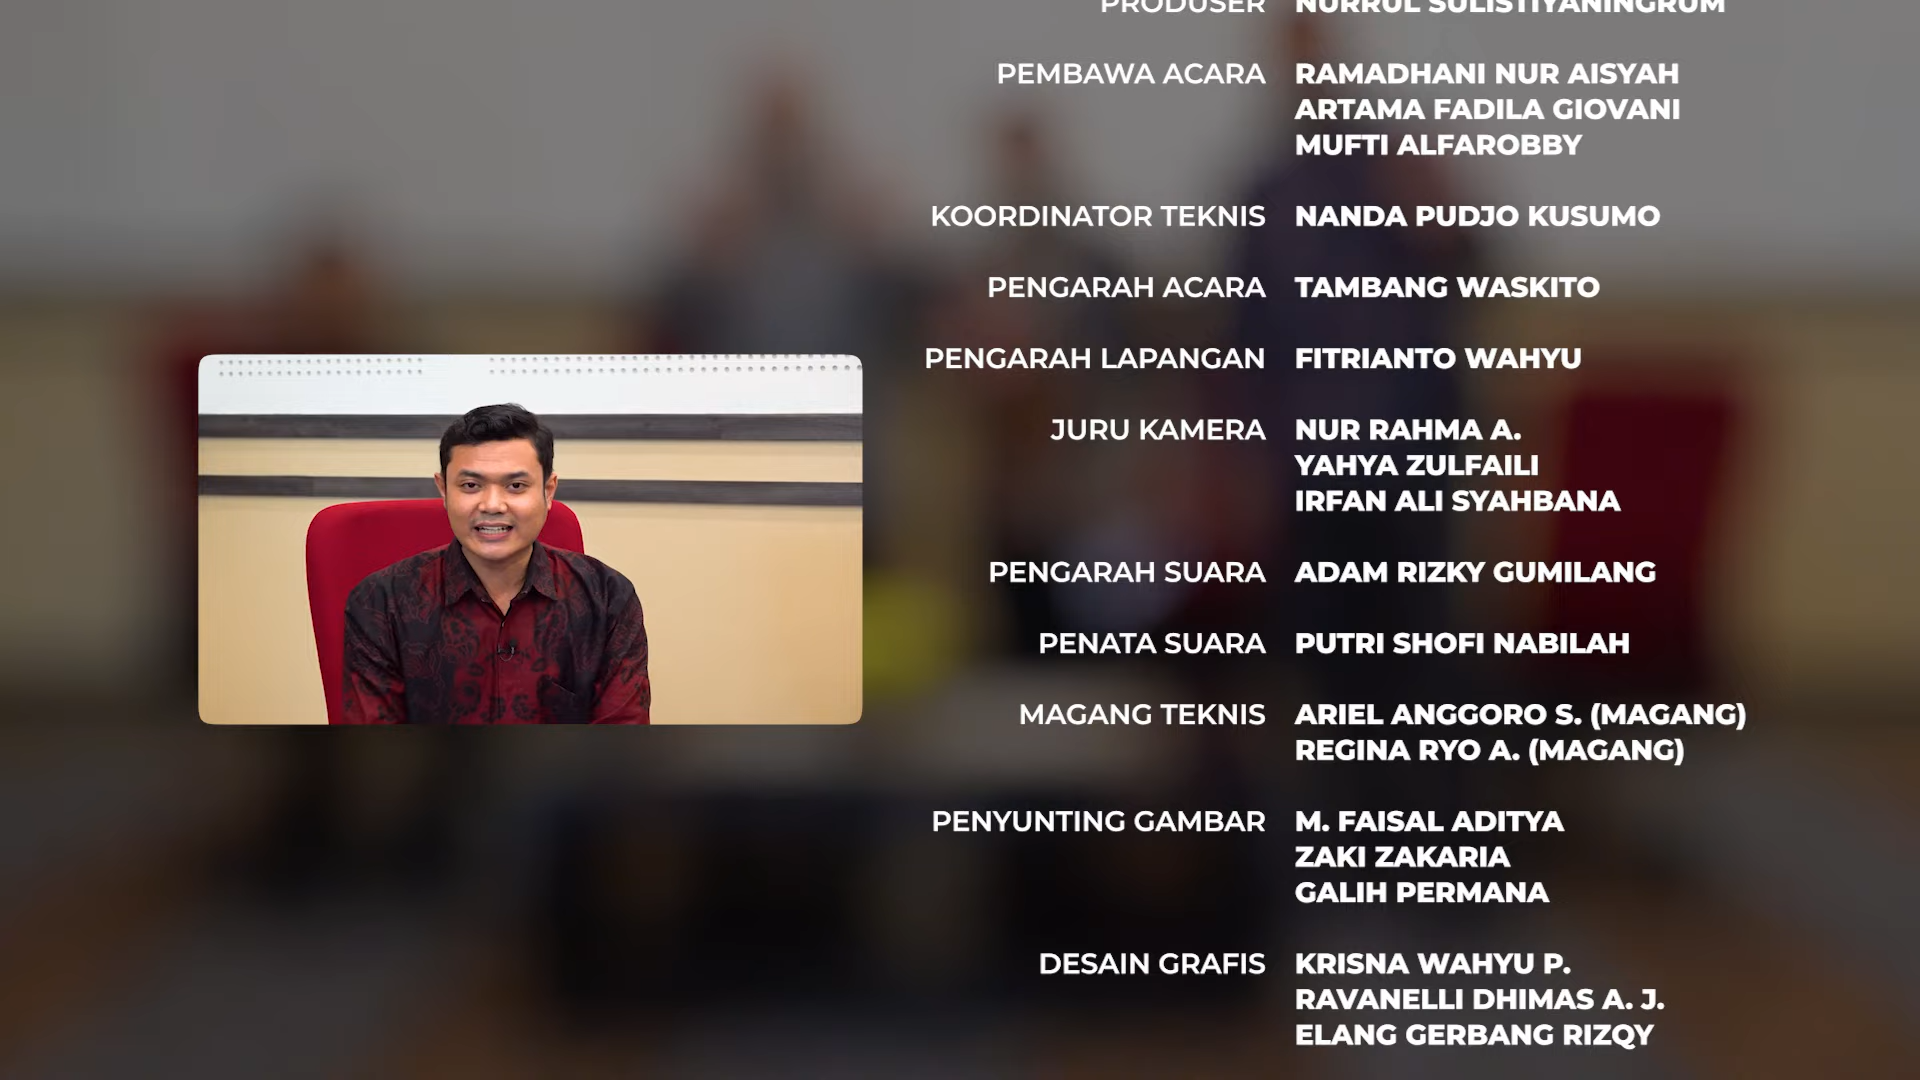 PRODUSER NURRUL SULISTIYANINGRUM
PEMBAWA ACARA RAMADHANI NUR AISYAH
ARTAMA FADILA GIOVANI
MUFTI ALFAROBBY
KOORDINATOR TEKNIS NANDA PUDJO KUSUMO
PENGARAH ACARA TAMBANG WASKITO
PENGARAH LAPANGAN FITRIANTO WAHYU
JURU KAMERA NUR RAHMA A.
YAHYA ZULFAILI
IRFAN ALI SYAHBANA
PENGARAH SUARA ADAM RIZKY GUMILANG
PENATA SUARA PUTRI SHOFI NABILAH
MAGANG TEKNIS ARIEL ANGGORO S. (MAGANG)
REGINA RYO A. (MAGANG)
PENYUNTING GAMBAR M. FAISAL ADITYA
ZAKI ZAKARIA
GALIH PERMANA
DESAIN GRAFIS KRISNA WAHYU P.
RAVANELLI DHIMAS A. J.
ELANG GERBANG RIZQY